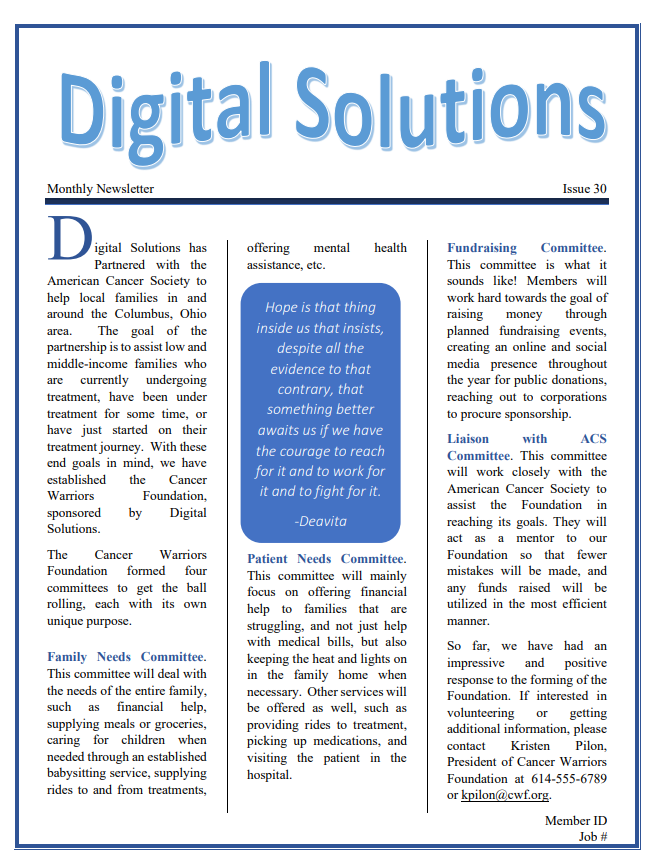 Digital Solutions
Monthly Newsletter
Issue 30
Digital Solutions has
Partnered with the
American Cancer Society to
help local families in and
around the Columbus, Ohio
area. The goal of the
partnership is to assist low and
middle-income families who
are currently undergoing
treatment, have been under
treatment for some time, or
have just started on their
treatment journey. With these
end goals in mind, we have
established the Cancer
Warriors Foundation,
sponsored by Digital
Solutions.
The Cancer Warriors
Foundation formed four
committees to get the ball
rolling, each with its own
unique purpose.
Family Needs Committee.
This committee will deal with
the needs of the entire family,
such as financial help,
supplying meals or groceries,
caring for children when
needed through an established
babysitting service, supplying
rides to and from treatments,
offering mental health
assistance, etc.
Hope is that thing
inside us that insists,
despite all the
evidence to that
contrary, that
something better
awaits us if we have
the courage to reach
for it and to work for
it and to fight for it.
-Deavita
Patient Needs Committee.
This committee will mainly
focus on offering financial
help to families that are
struggling, and not just help
with medical bills, but also
keeping the heat and lights on
in the family home when
necessary. Other services will
be offered as well, such as
providing rides to treatment,
picking up medications, and
visiting the patient in the
hospital.
Fundraising Committee.
This committee is what it
sounds like! Members will
work hard towards the goal of
raising money through
planned fundraising events,
creating an online and social
media presence throughout
the year for public donations,
reaching out to corporations
to procure sponsorship.
Liaison with ACS
Committee. This committee
will work closely with the
American Cancer Society to
assist the Foundation in
reaching its goals. They will
act as a mentor to our
Foundation so that fewer
mistakes will be made, and
any funds raised will be
utilized in the most efficient
manner.
So far, we have had an
impressive and positive
response to the forming of the
Foundation. If interested in
volunteering or getting
additional information, please
contact Kristen Pilon,
President of Cancer Warriors
Foundation at 614-555-6789
or kpilon@cwf.org.
Member ID
Job #